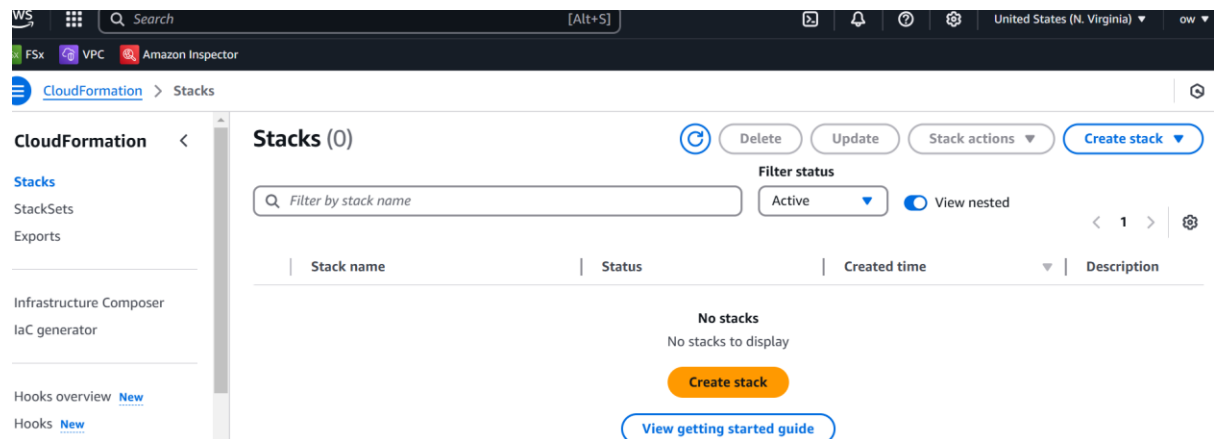 Search [Alt+S] United States (N. Virginia) ow
FSx VPC Amazon Inspector
CloudFormation > Stacks
CloudFormation
Stacks
StackSets
Exports
Infrastructure Composer
IaC generator
Hooks overview New
Hooks New
Stacks (0) Delete Update Stack actions Create stack
Filter status
Filter by stack name Active View nested
1
Stack name Status Created time Description
No stacks
No stacks to display
Create stack
View getting started guide